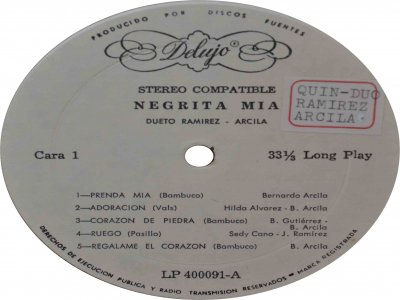 PRODUCIDO POR DISCOS FUENTES
Delujo®
STEREO COMPATIBLE
NEGRITA MIA
DUETO RAMIREZ - ARCILA
QUIN-DUO
RAMIREZ
ARCILA.
Cara 1
33⅓ Long Play
1—PRENDA MIA (Bambuco) Bernardo Arcila
2—ADORACION (Vals) Hilda Alvarez - B. Arcila
3—CORAZON DE PIEDRA (Bambuco) B. Gutiérrez - B. Arcila
4—RUEGO (Pasillo) Sedy Cano - J. Ramírez
5—REGALAME EL CORAZON (Bambuco) B. Arcila
LP 400091-A
DERECHOS DE EJECUCION PUBLICA Y RADIO TRANSMISION RESERVADOS - MARCA REGISTRADA